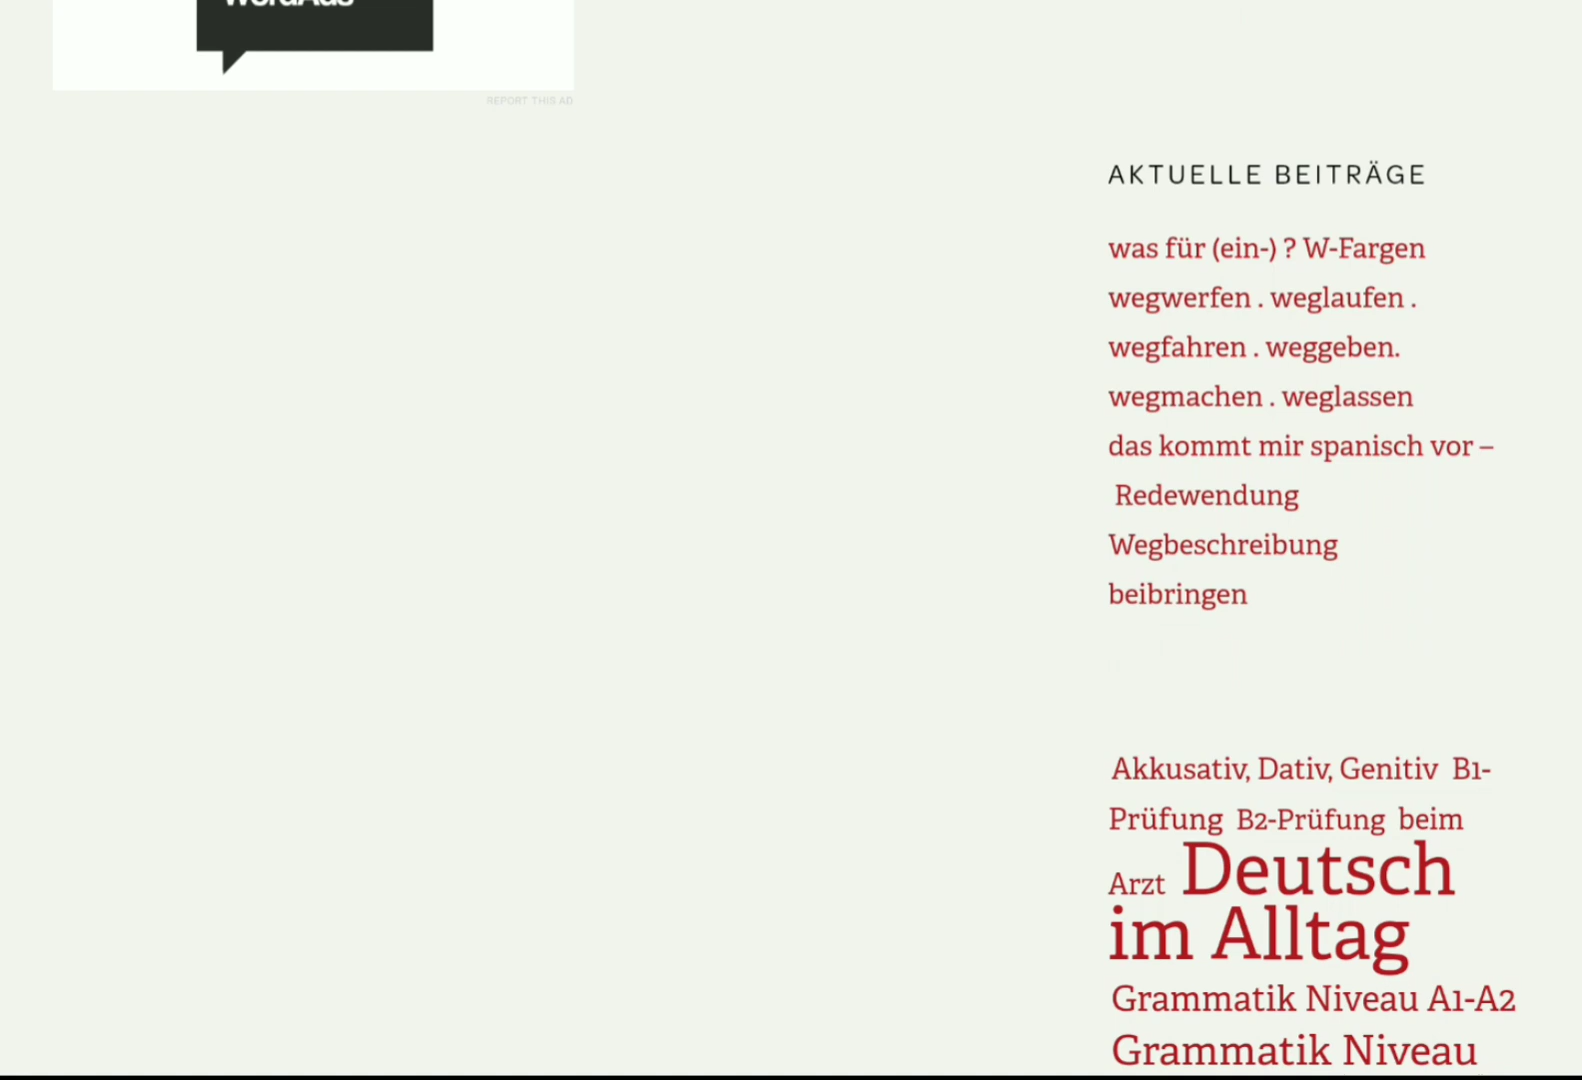 WordAds
REPORT THIS AD
AKTUELLE BEITRÄGE
was für (ein-) ? W-Fargen
wegwerfen . weglaufen .
wegfahren . weggeben.
wegmachen . weglassen
das kommt mir spanisch vor –
Redewendung
Wegbeschreibung
beibringen
Akkusativ, Dativ, Genitiv B1-
Prüfung B2-Prüfung beim
Arzt Deutsch
im Alltag
Grammatik Niveau A1-A2
Grammatik Niveau